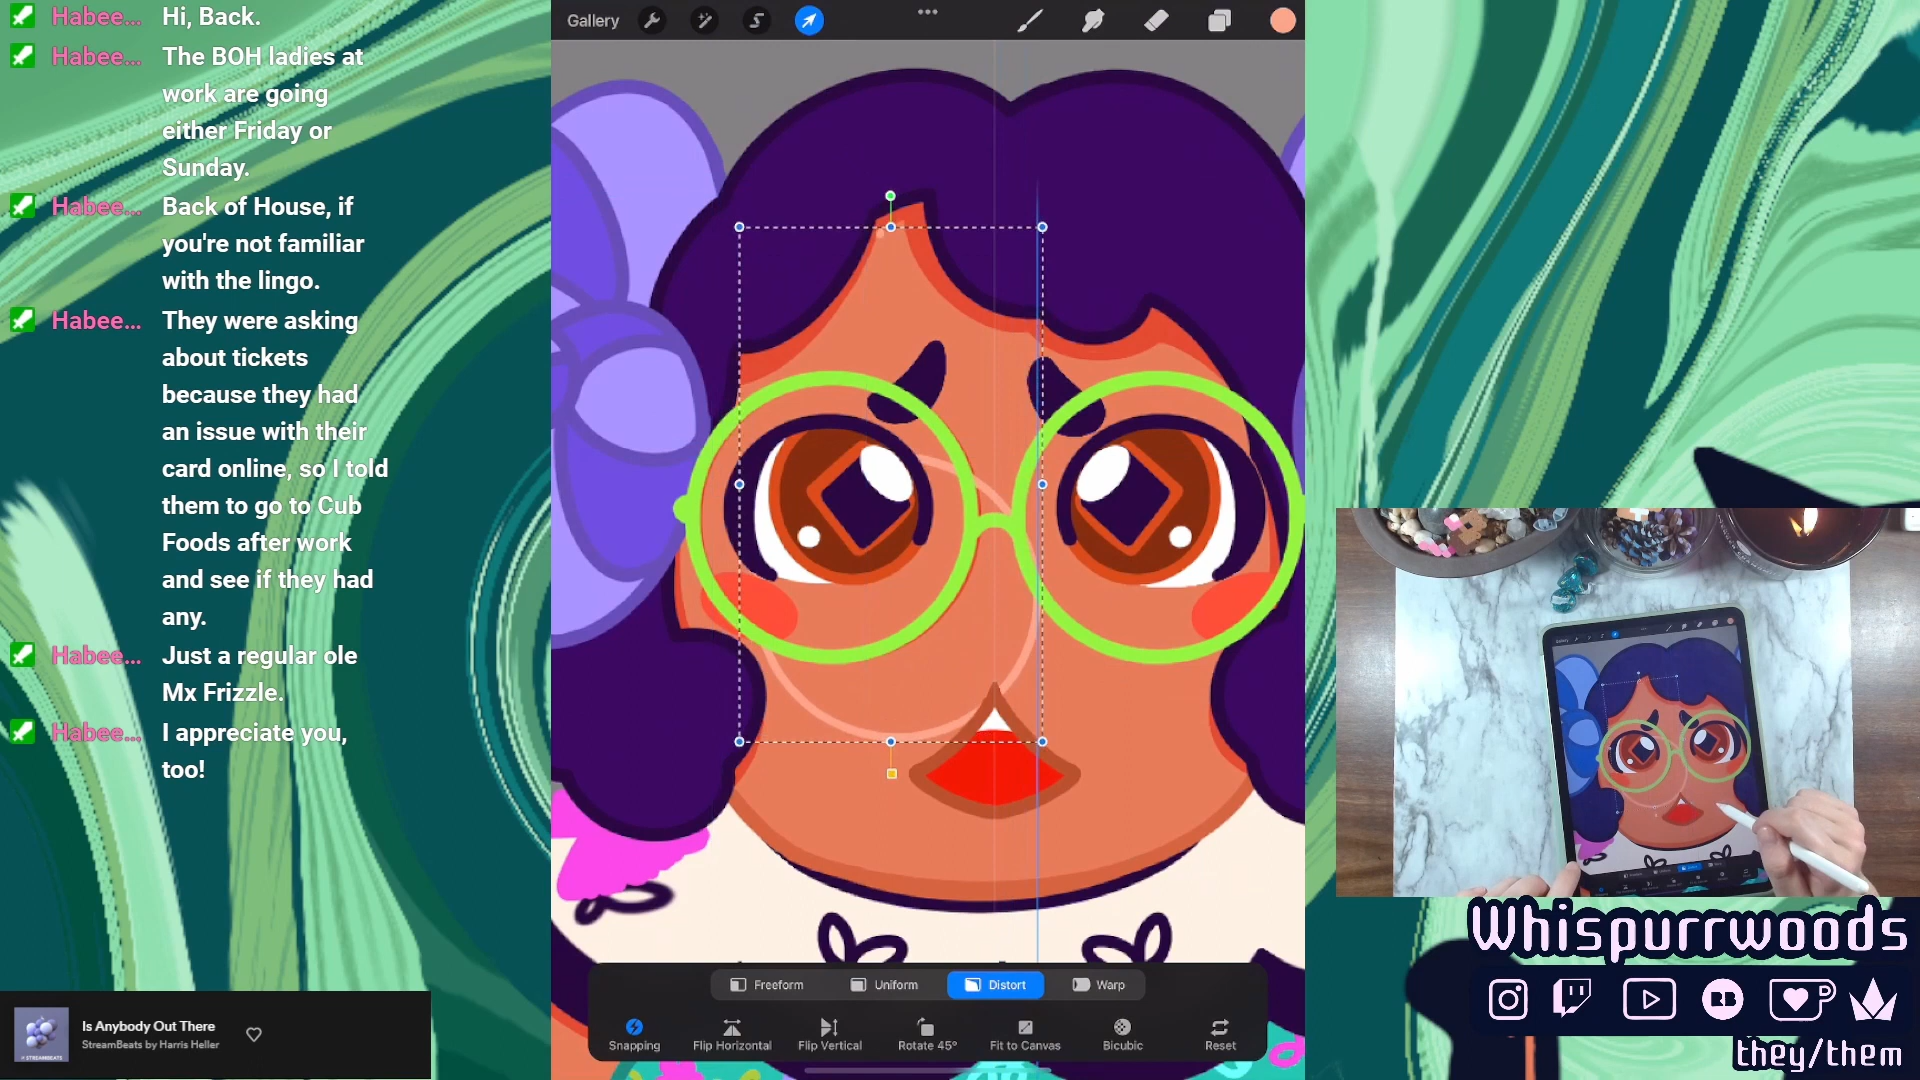 Habee... Hi, Back.
Habee... The BOH ladies at
work are going
either Friday or
Sunday.
Habee... Back of House, if
you're not familiar
with the lingo.
Habee... They were asking
about tickets
because they had
an issue with their
card online, so I told
them to go to Cub
Foods after work
and see if they had
any.
Habee... Just a regular ole
Mx Frizzle.
Habee... I appreciate you,
too!
Is Anybody Out There
StreamBeats by Harris Heller
STREAMBEATS
Gallery
Freeform Uniform Distort Warp
Snapping Flip Horizontal Flip Vertical Rotate 45° Fit to Canvas Bicubic Reset
Whispurrwoods
RB
they/them